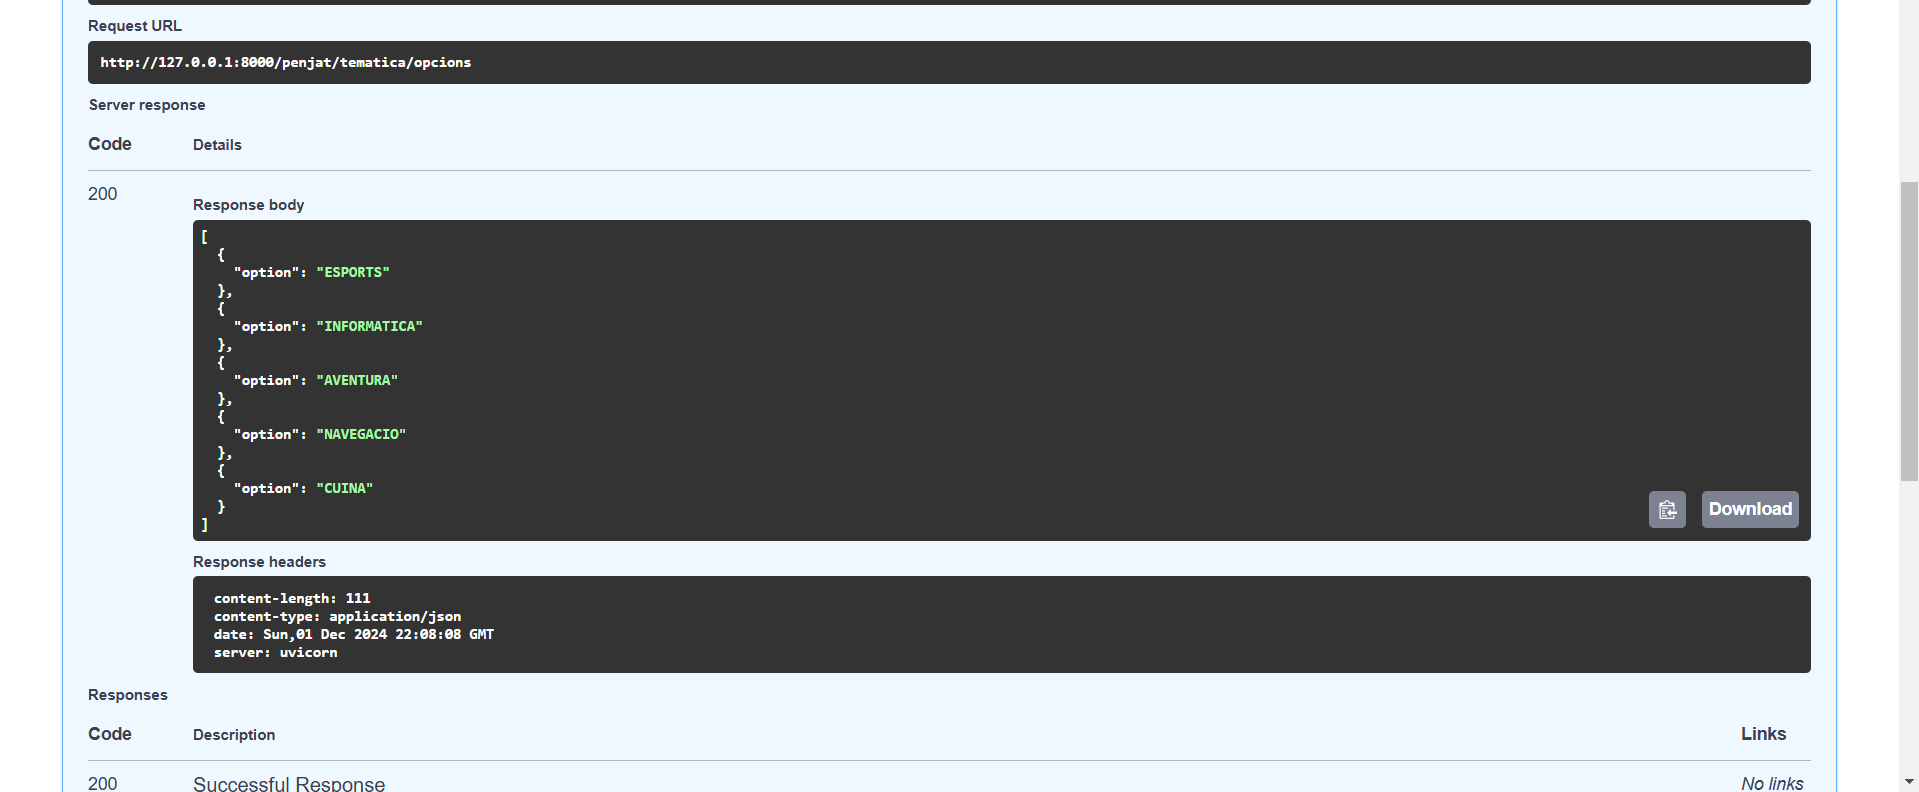 Request URL
http://127.0.0.1:8000/penjat/tematica/opcions
Server response
Code Details
200
Response body
[
{
"option": "ESPORTS"
},
{
"option": "INFORMATICA"
},
{
"option": "AVENTURA"
},
{
"option": "NAVEGACIO"
},
{
"option": "CUINA"
}
]
Download
Response headers
content-length: 111
content-type: application/json
date: Sun,01 Dec 2024 22:08:08 GMT
server: uvicorn
Responses
Code Description Links
200 Successful Response No links